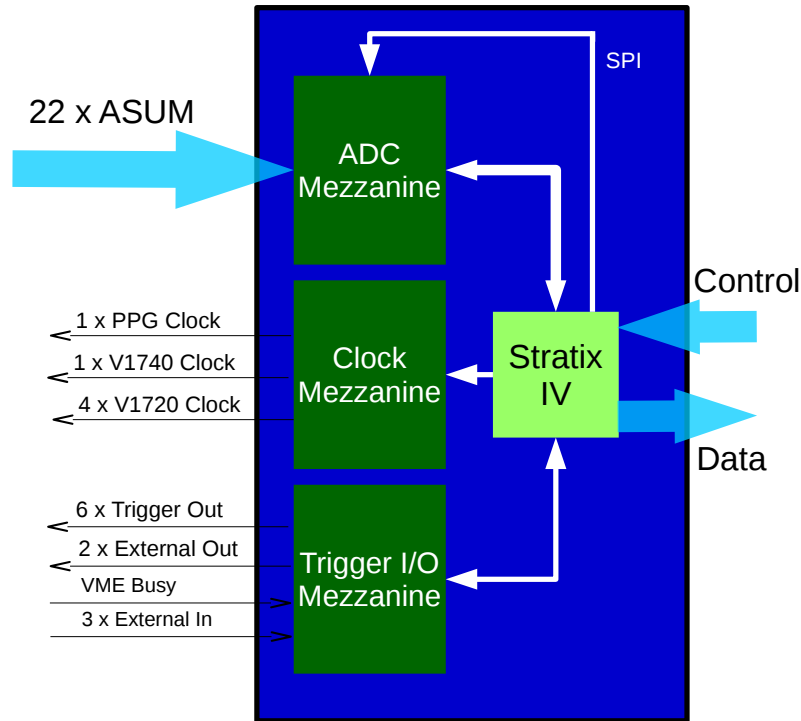 SPI
22 x ASUM
ADC
Mezzanine
Control
1 x PPG Clock
1 x V1740 Clock
4 x V1720 Clock
Clock
Mezzanine
Stratix
IV
Data
6 x Trigger Out
2 x External Out
VME Busy
3 x External In
Trigger I/O
Mezzanine